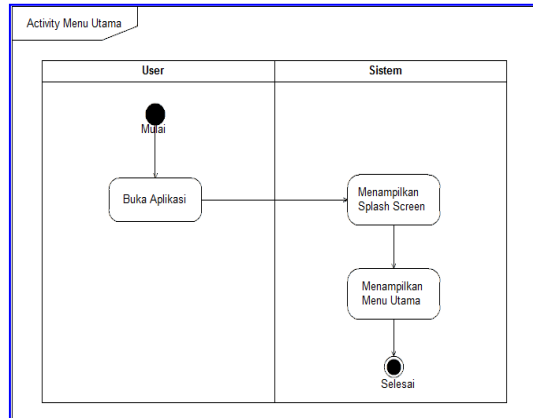 Activity Menu Utama
User
Sistem
Mulai
Buka Aplikasi
Menampilkan
Splash Screen
Menampilkan
Menu Utama
Selesai